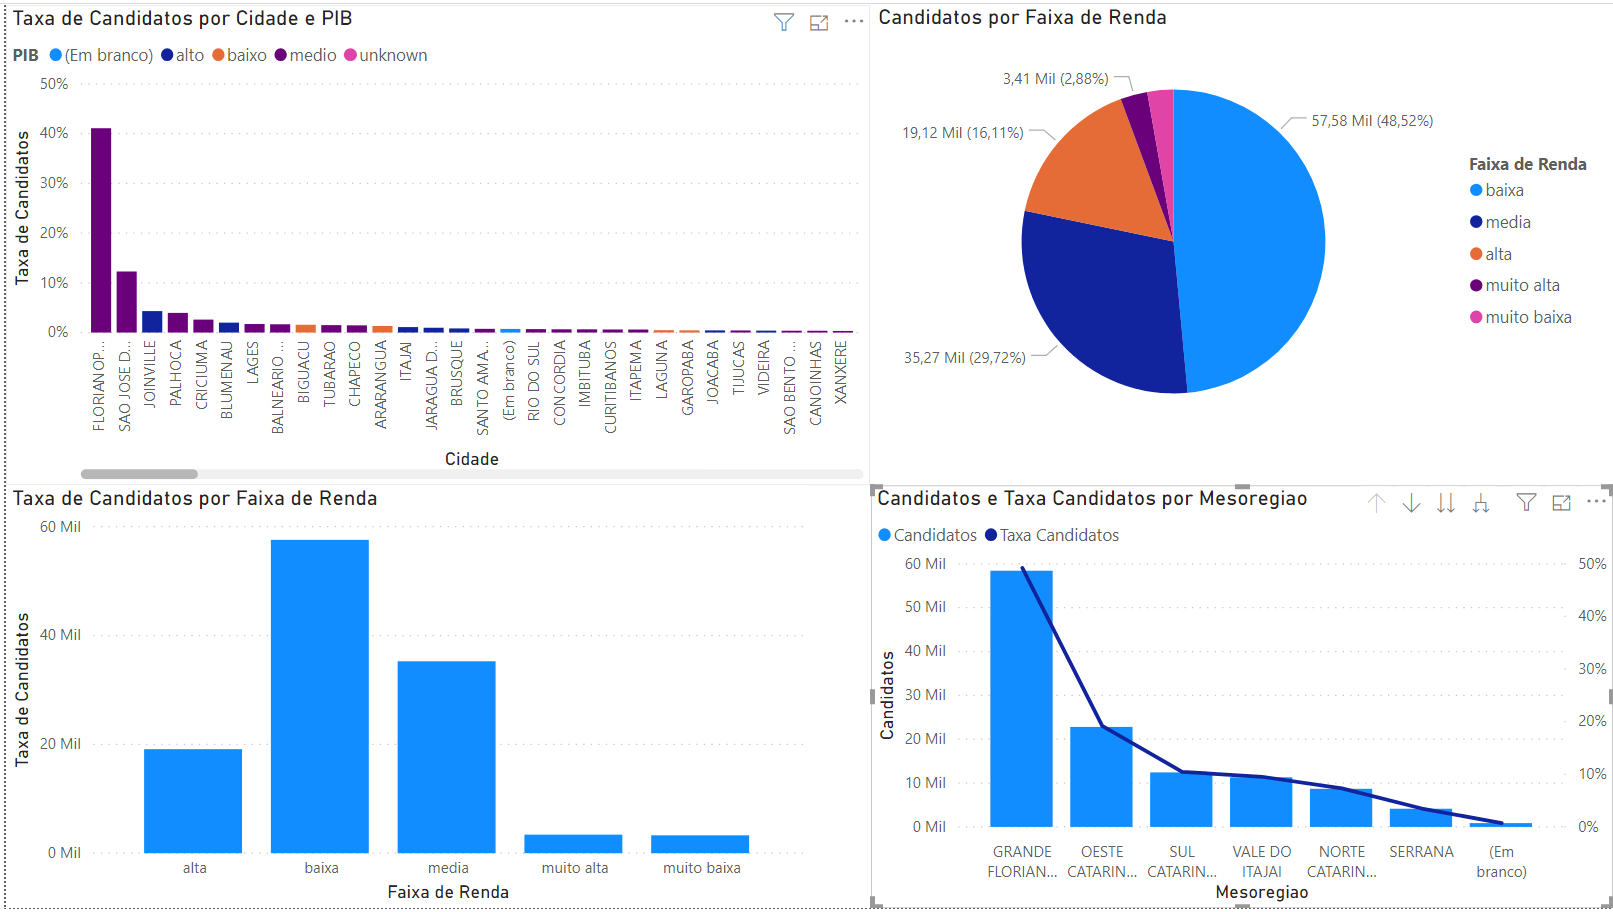 Taxa de Candidatos por Cidade e PIB
PIB (Em branco) alto baixo medio unknown
50%
40%
30%
20%
10%
0%
Taxa de Candidatos
FLORIANOP...
SAO JOSE D...
JOINVILLE
PALHOCA
CRICIUMA
BLUMENAU
LAGES
BALNEARIO ...
BIGUACU
TUBARAO
CHAPECO
ARARANGUA
ITAJAI
JARAGUA D...
BRUSQUE
SANTO AMA...
(Em branco)
RIO DO SUL
CONCORDIA
IMBITUBA
CURITIBANOS
ITAPEMA
LAGUNA
GAROPABA
JOACABA
TIJUCAS
VIDEIRA
SAO BENTO ...
CANOINHAS
XANXERE
Cidade
Candidatos por Faixa de Renda
3,41 Mil (2,88%)
19,12 Mil (16,11%)
57,58 Mil (48,52%)
35,27 Mil (29,72%)
Faixa de Renda
baixa
media
alta
muito alta
muito baixa
Taxa de Candidatos por Faixa de Renda
60 Mil
40 Mil
20 Mil
0 Mil
Taxa de Candidatos
alta
baixa
media
muito alta
muito baixa
Faixa de Renda
Candidatos e Taxa Candidatos por Mesoregiao
Candidatos Taxa Candidatos
60 Mil
50 Mil
40 Mil
30 Mil
20 Mil
10 Mil
0 Mil
Candidatos
50%
40%
30%
20%
10%
0%
GRANDE
FLORIAN...
OESTE
CATARIN...
SUL
CATARIN...
VALE DO
ITAJAI
NORTE
CATARIN...
SERRANA
(Em
branco)
Mesoregiao